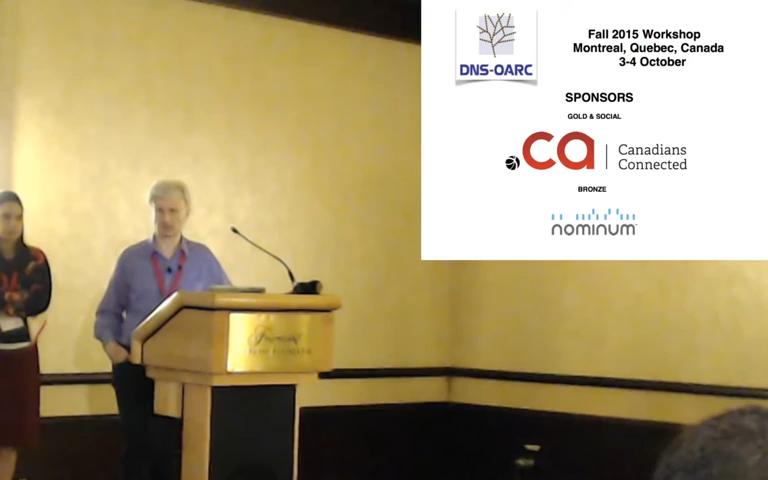 DNS-OARC
Fall 2015 Workshop
Montreal, Quebec, Canada
3-4 October
SPONSORS
GOLD & SOCIAL
.ca
Canadians
Connected
BRONZE
nominum
Fairmont